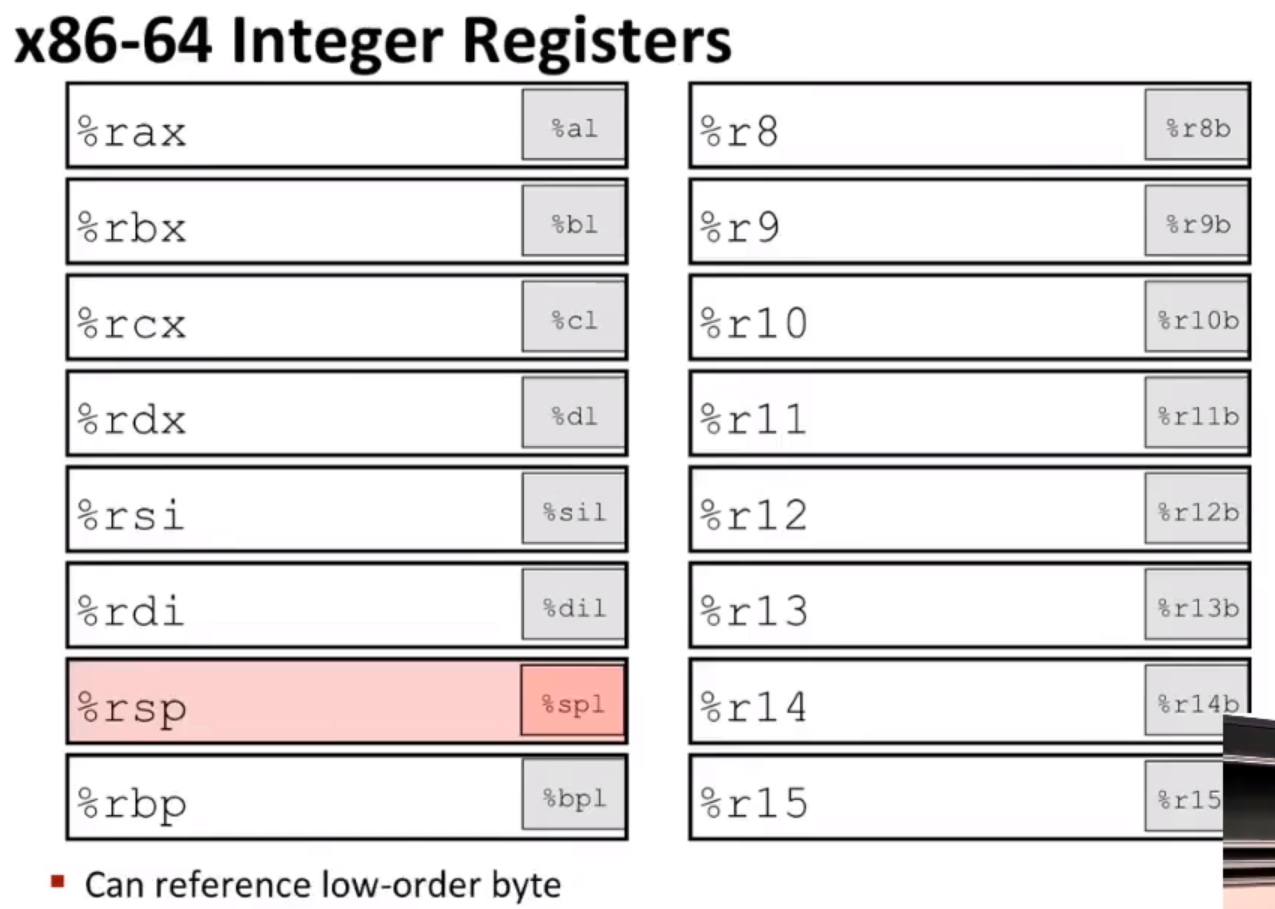 x86-64 Integer Registers
%rax %al
%rbx %bl
%rcx %cl
%rdx %dl
%rsi %sil
%rdi %dil
%rsp %spl
%rbp %bpl
%r8 %r8b
%r9 %r9b
%r10 %r10b
%r11 %r11b
%r12 %r12b
%r13 %r13b
%r14 %r14b
%r15
▪ Can reference low-order byte